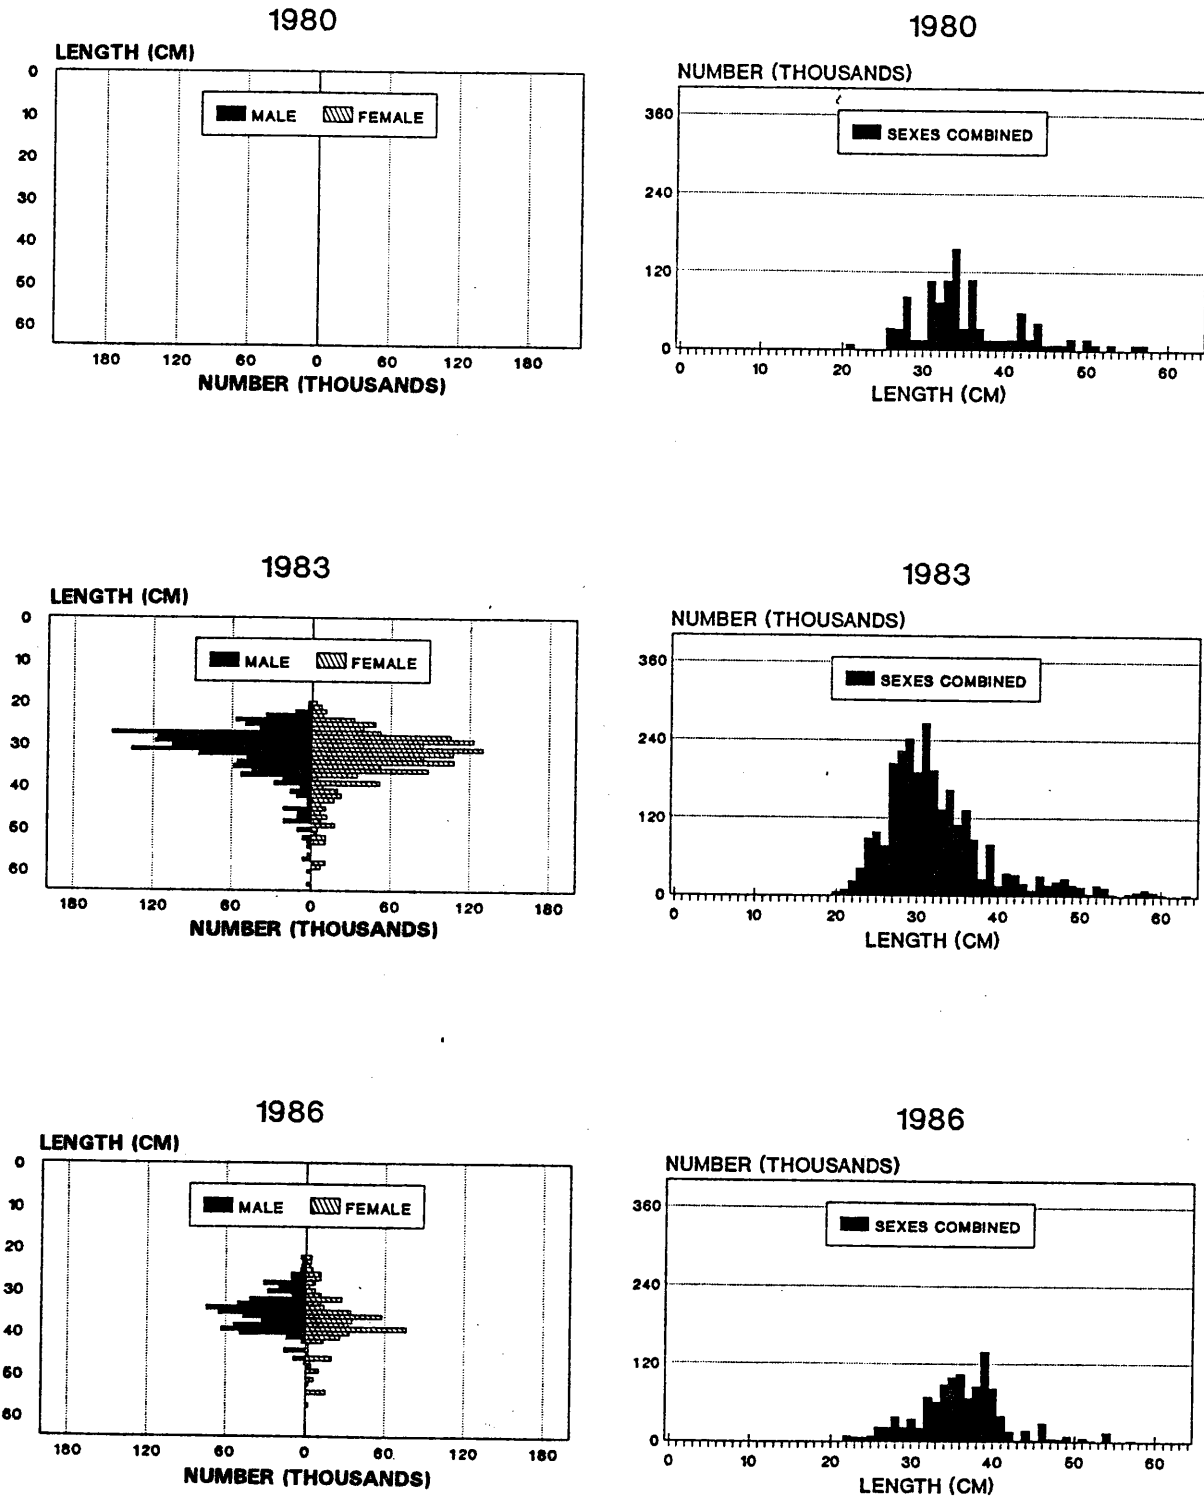 1980
LENGTH (CM)
0
MALE FEMALE
10
20
30
40
50
60
180 120 60 0 60 120 180
NUMBER (THOUSANDS)
1980
NUMBER (THOUSANDS)
360
SEXES COMBINED
240
120
0
0 10 20 30 40 50 60
LENGTH (CM)
1983
LENGTH (CM)
0
MALE FEMALE
10
20
30
40
50
60
180 120 60 0 60 120 180
NUMBER (THOUSANDS)
1983
NUMBER (THOUSANDS)
360
SEXES COMBINED
240
120
0
0 10 20 30 40 50 60
LENGTH (CM)
1986
LENGTH (CM)
0
MALE FEMALE
10
20
30
40
50
60
180 120 60 0 60 120 180
NUMBER (THOUSANDS)
1986
NUMBER (THOUSANDS)
360
SEXES COMBINED
240
120
0
0 10 20 30 40 50 60
LENGTH (CM)